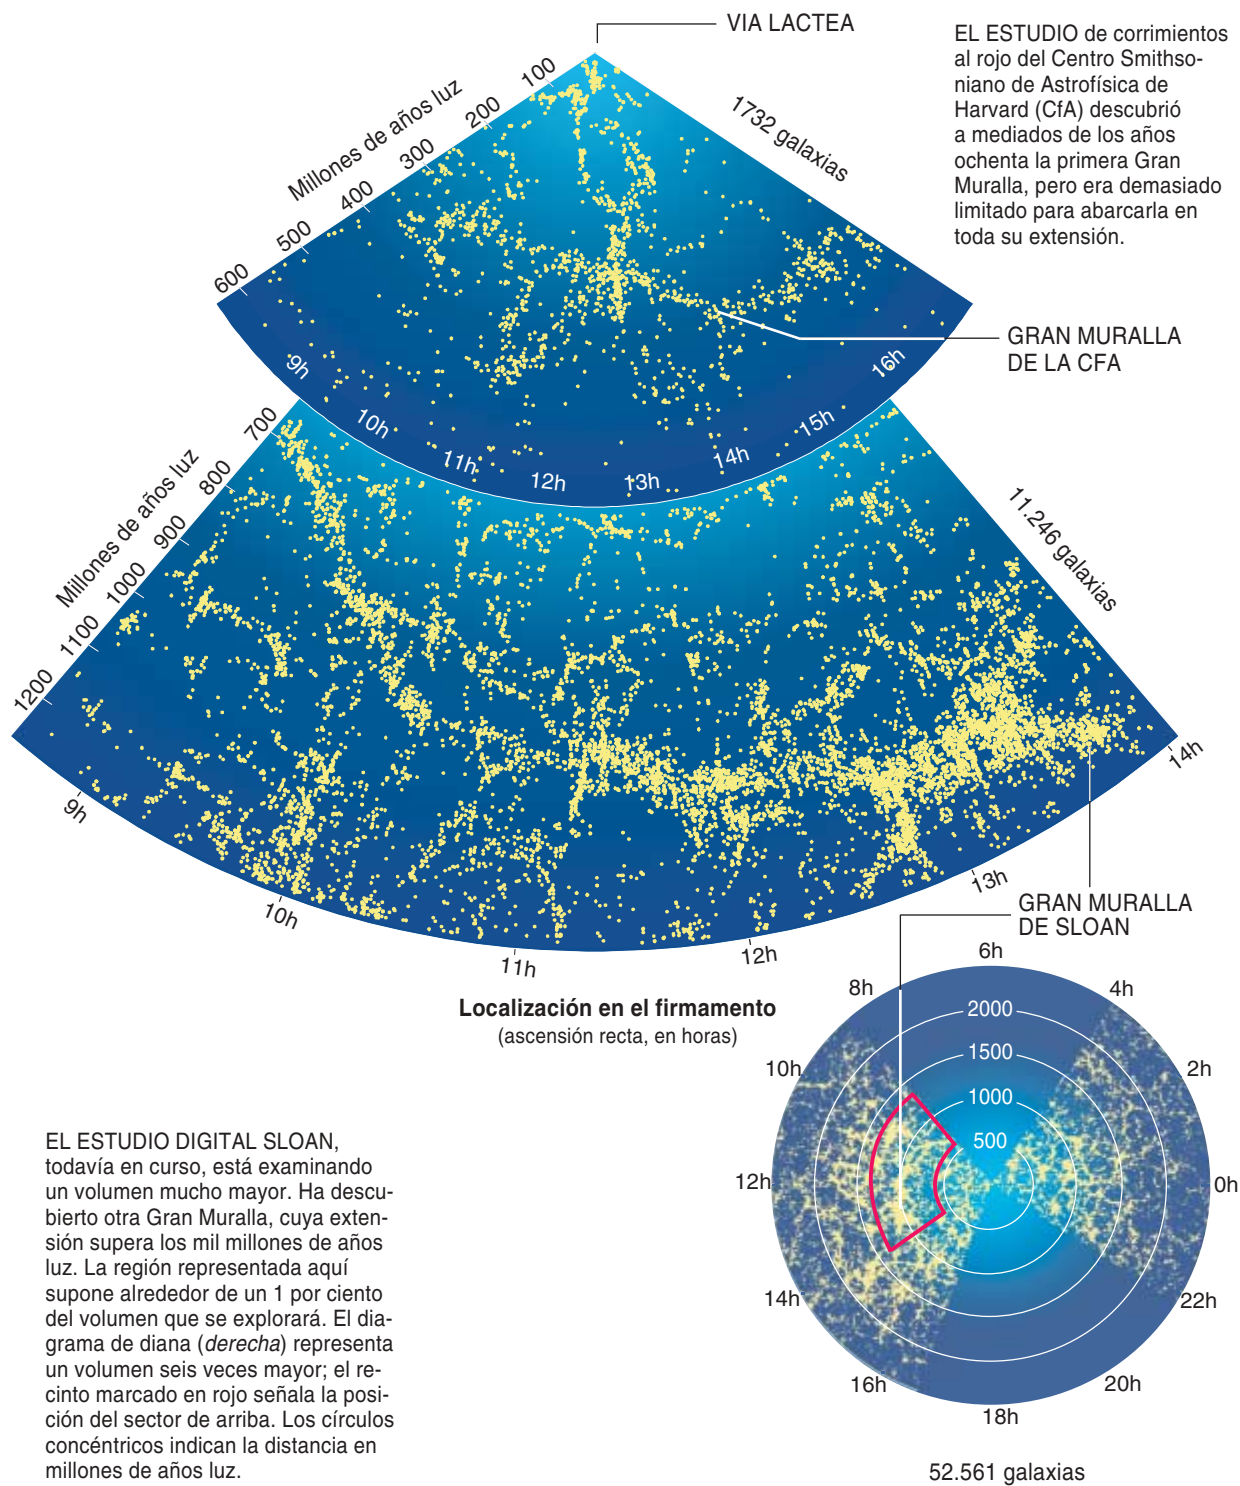 VIA LACTEA
EL ESTUDIO de corrimientos
al rojo del Centro Smithso-
niano de Astrofísica de
Harvard (CfA) descubrió
a mediados de los años
ochenta la primera Gran
Muralla, pero era demasiado
limitado para abarcarla en
toda su extensión.
Millones de años luz
100
200
300
400
500
600
1732 galaxias
GRAN MURALLA
DE LA CFA
9h
10h
11h
12h
13h
14h
15h
16h
Millones de años luz
700
800
900
1000
1100
1200
11.246 galaxias
9h
10h
11h
12h
13h
14h
GRAN MURALLA
DE SLOAN
Localización en el firmamento
(ascensión recta, en horas)
6h
4h
2h
0h
22h
20h
18h
16h
14h
12h
10h
8h
2000
1500
1000
500
52.561 galaxias
EL ESTUDIO DIGITAL SLOAN,
todavía en curso, está examinando
un volumen mucho mayor. Ha descu-
bierto otra Gran Muralla, cuya exten-
sión supera los mil millones de años
luz. La región representada aquí
supone alrededor de un 1 por ciento
del volumen que se explorará. El dia-
grama de diana (derecha) representa
un volumen seis veces mayor; el re-
cinto marcado en rojo señala la posi-
ción del sector de arriba. Los círculos
concéntricos indican la distancia en
millones de años luz.